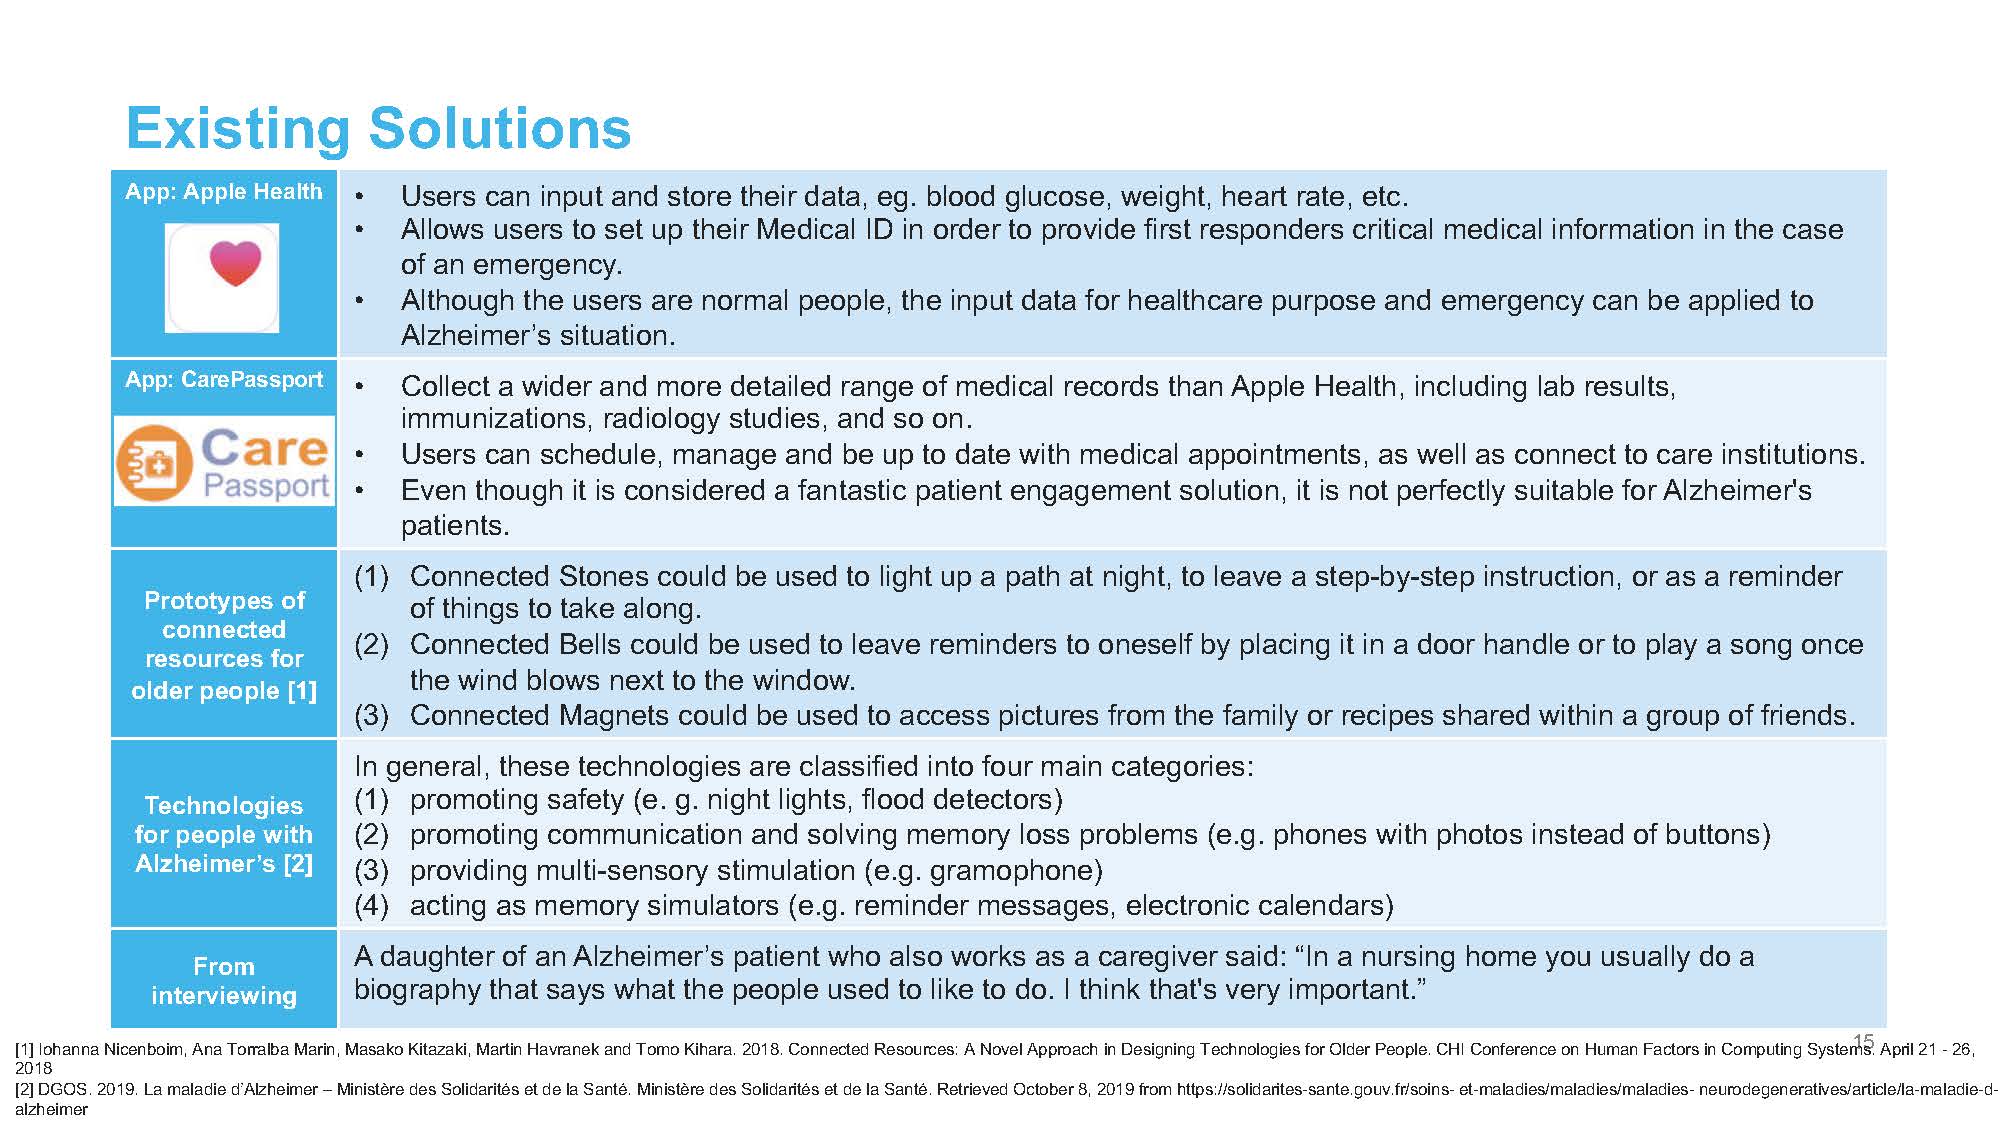 Existing Solutions
App: Apple Health
• Users can input and store their data, eg. blood glucose, weight, heart rate, etc.
• Allows users to set up their Medical ID in order to provide first responders critical medical information in the case
of an emergency.
• Although the users are normal people, the input data for healthcare purpose and emergency can be applied to
Alzheimer’s situation.
App: CarePassport
Care
Passport
• Collect a wider and more detailed range of medical records than Apple Health, including lab results,
immunizations, radiology studies, and so on.
• Users can schedule, manage and be up to date with medical appointments, as well as connect to care institutions.
• Even though it is considered a fantastic patient engagement solution, it is not perfectly suitable for Alzheimer's
patients.
Prototypes of
connected
resources for
older people [1]
(1) Connected Stones could be used to light up a path at night, to leave a step-by-step instruction, or as a reminder
of things to take along.
(2) Connected Bells could be used to leave reminders to oneself by placing it in a door handle or to play a song once
the wind blows next to the window.
(3) Connected Magnets could be used to access pictures from the family or recipes shared within a group of friends.
Technologies
for people with
Alzheimer’s [2]
In general, these technologies are classified into four main categories:
(1) promoting safety (e. g. night lights, flood detectors)
(2) promoting communication and solving memory loss problems (e.g. phones with photos instead of buttons)
(3) providing multi-sensory stimulation (e.g. gramophone)
(4) acting as memory simulators (e.g. reminder messages, electronic calendars)
From
interviewing
A daughter of an Alzheimer’s patient who also works as a caregiver said: “In a nursing home you usually do a
biography that says what the people used to like to do. I think that's very important.”
15
[1] Iohanna Nicenboim, Ana Torralba Marin, Masako Kitazaki, Martin Havranek and Tomo Kihara. 2018. Connected Resources: A Novel Approach in Designing Technologies for Older People. CHI Conference on Human Factors in Computing Systems. April 21 - 26,
2018
[2] DGOS. 2019. La maladie d’Alzheimer – Ministère des Solidarités et de la Santé. Ministère des Solidarités et de la Santé. Retrieved October 8, 2019 from https://solidarites-sante.gouv.fr/soins- et-maladies/maladies/maladies- neurodegeneratives/article/la-maladie-d-
alzheimer